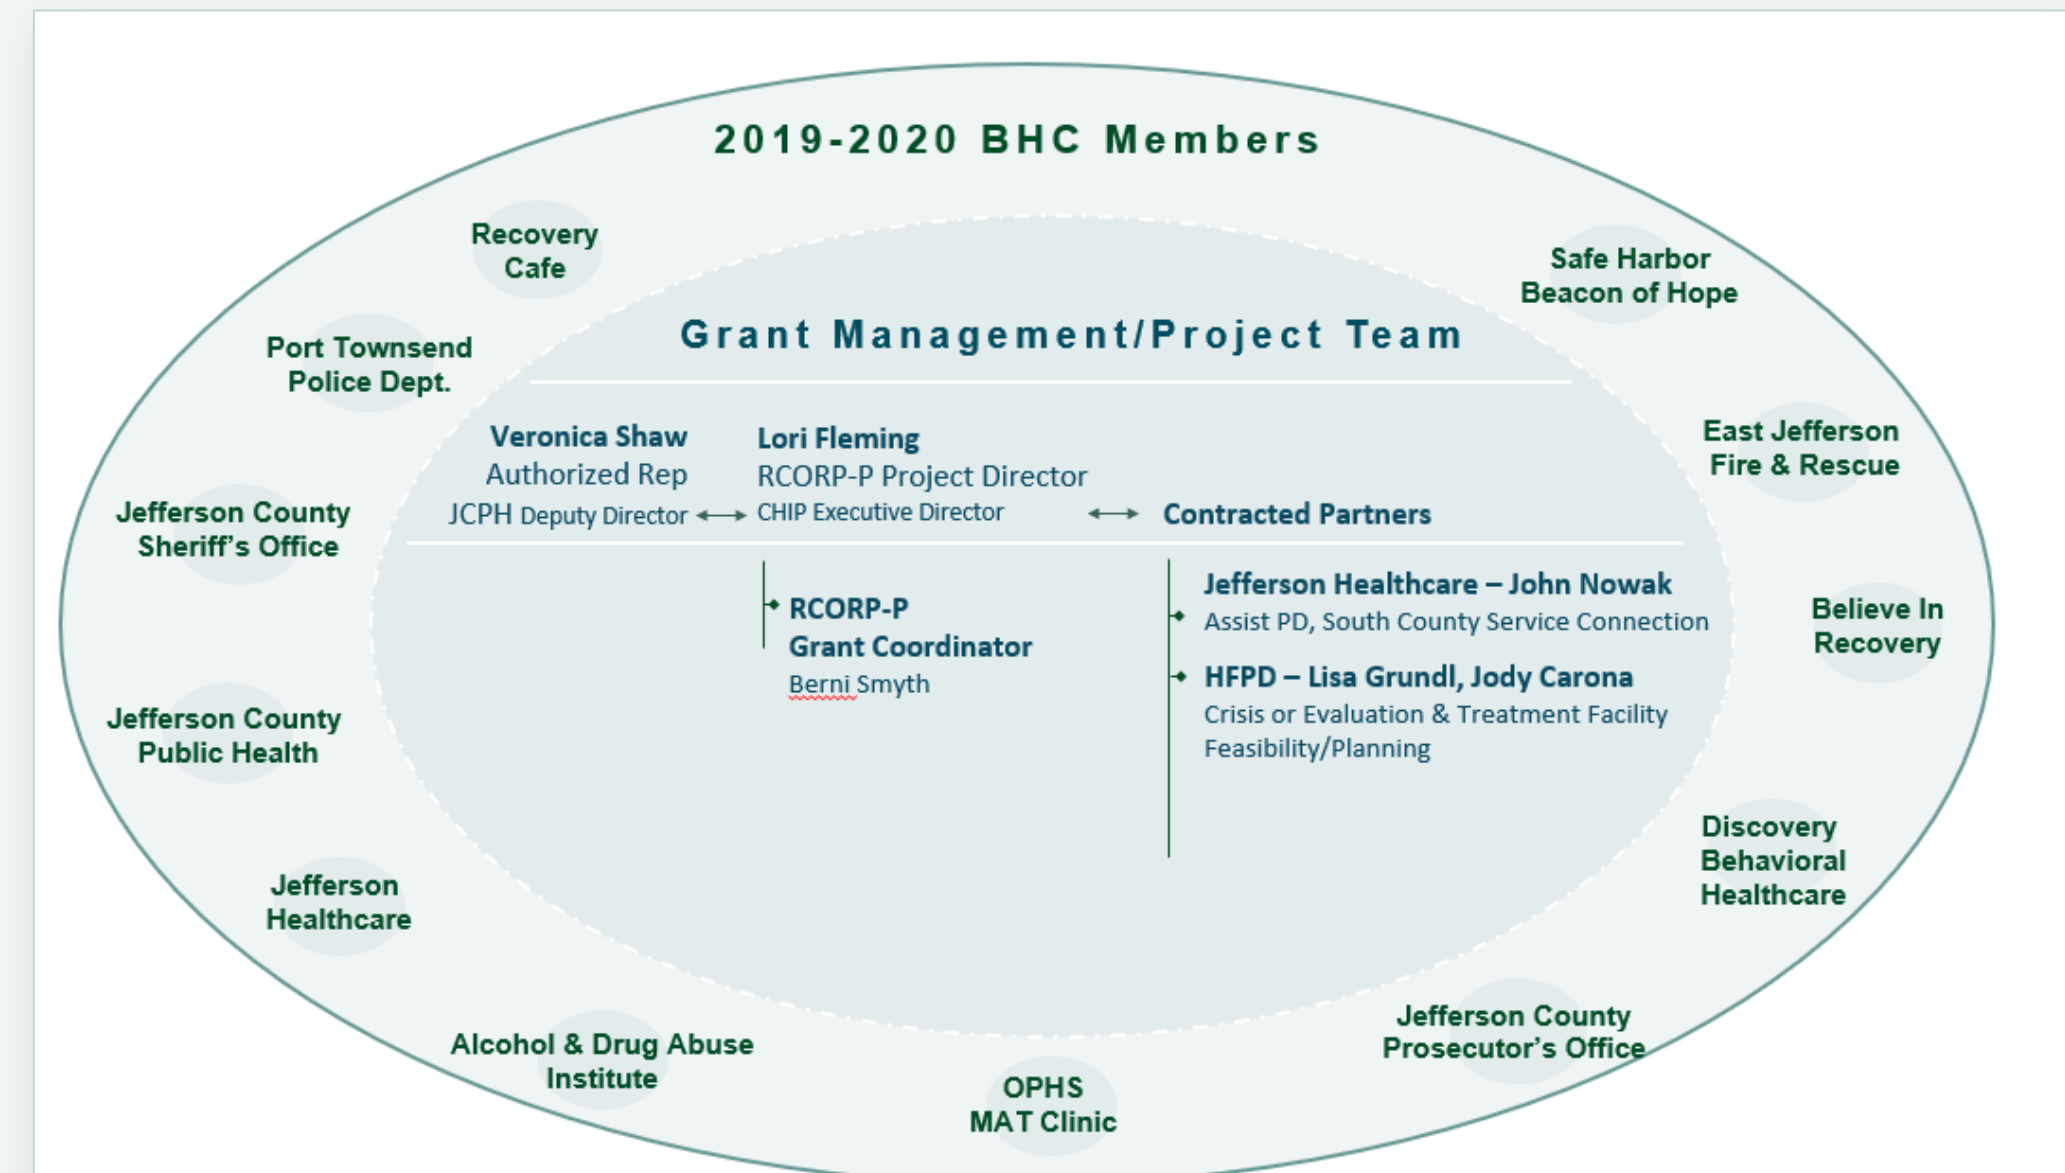 2019-2020 BHC Members
Recovery
Cafe
Port Townsend
Police Dept.
Jefferson County
Sheriff’s Office
Jefferson County
Public Health
Jefferson
Healthcare
Alcohol & Drug Abuse
Institute
OPHS
MAT Clinic
Jefferson County
Prosecutor’s Office
Discovery
Behavioral
Healthcare
Believe In
Recovery
East Jefferson
Fire & Rescue
Safe Harbor
Beacon of Hope
Grant Management/Project Team
Veronica Shaw
Authorized Rep
JCPH Deputy Director
Lori Fleming
RCORP-P Project Director
CHIP Executive Director
Contracted Partners
RCORP-P
Grant Coordinator
Berni Smyth
Jefferson Healthcare – John Nowak
Assist PD, South County Service Connection
HFPD – Lisa Grundl, Jody Carona
Crisis or Evaluation & Treatment Facility
Feasibility/Planning